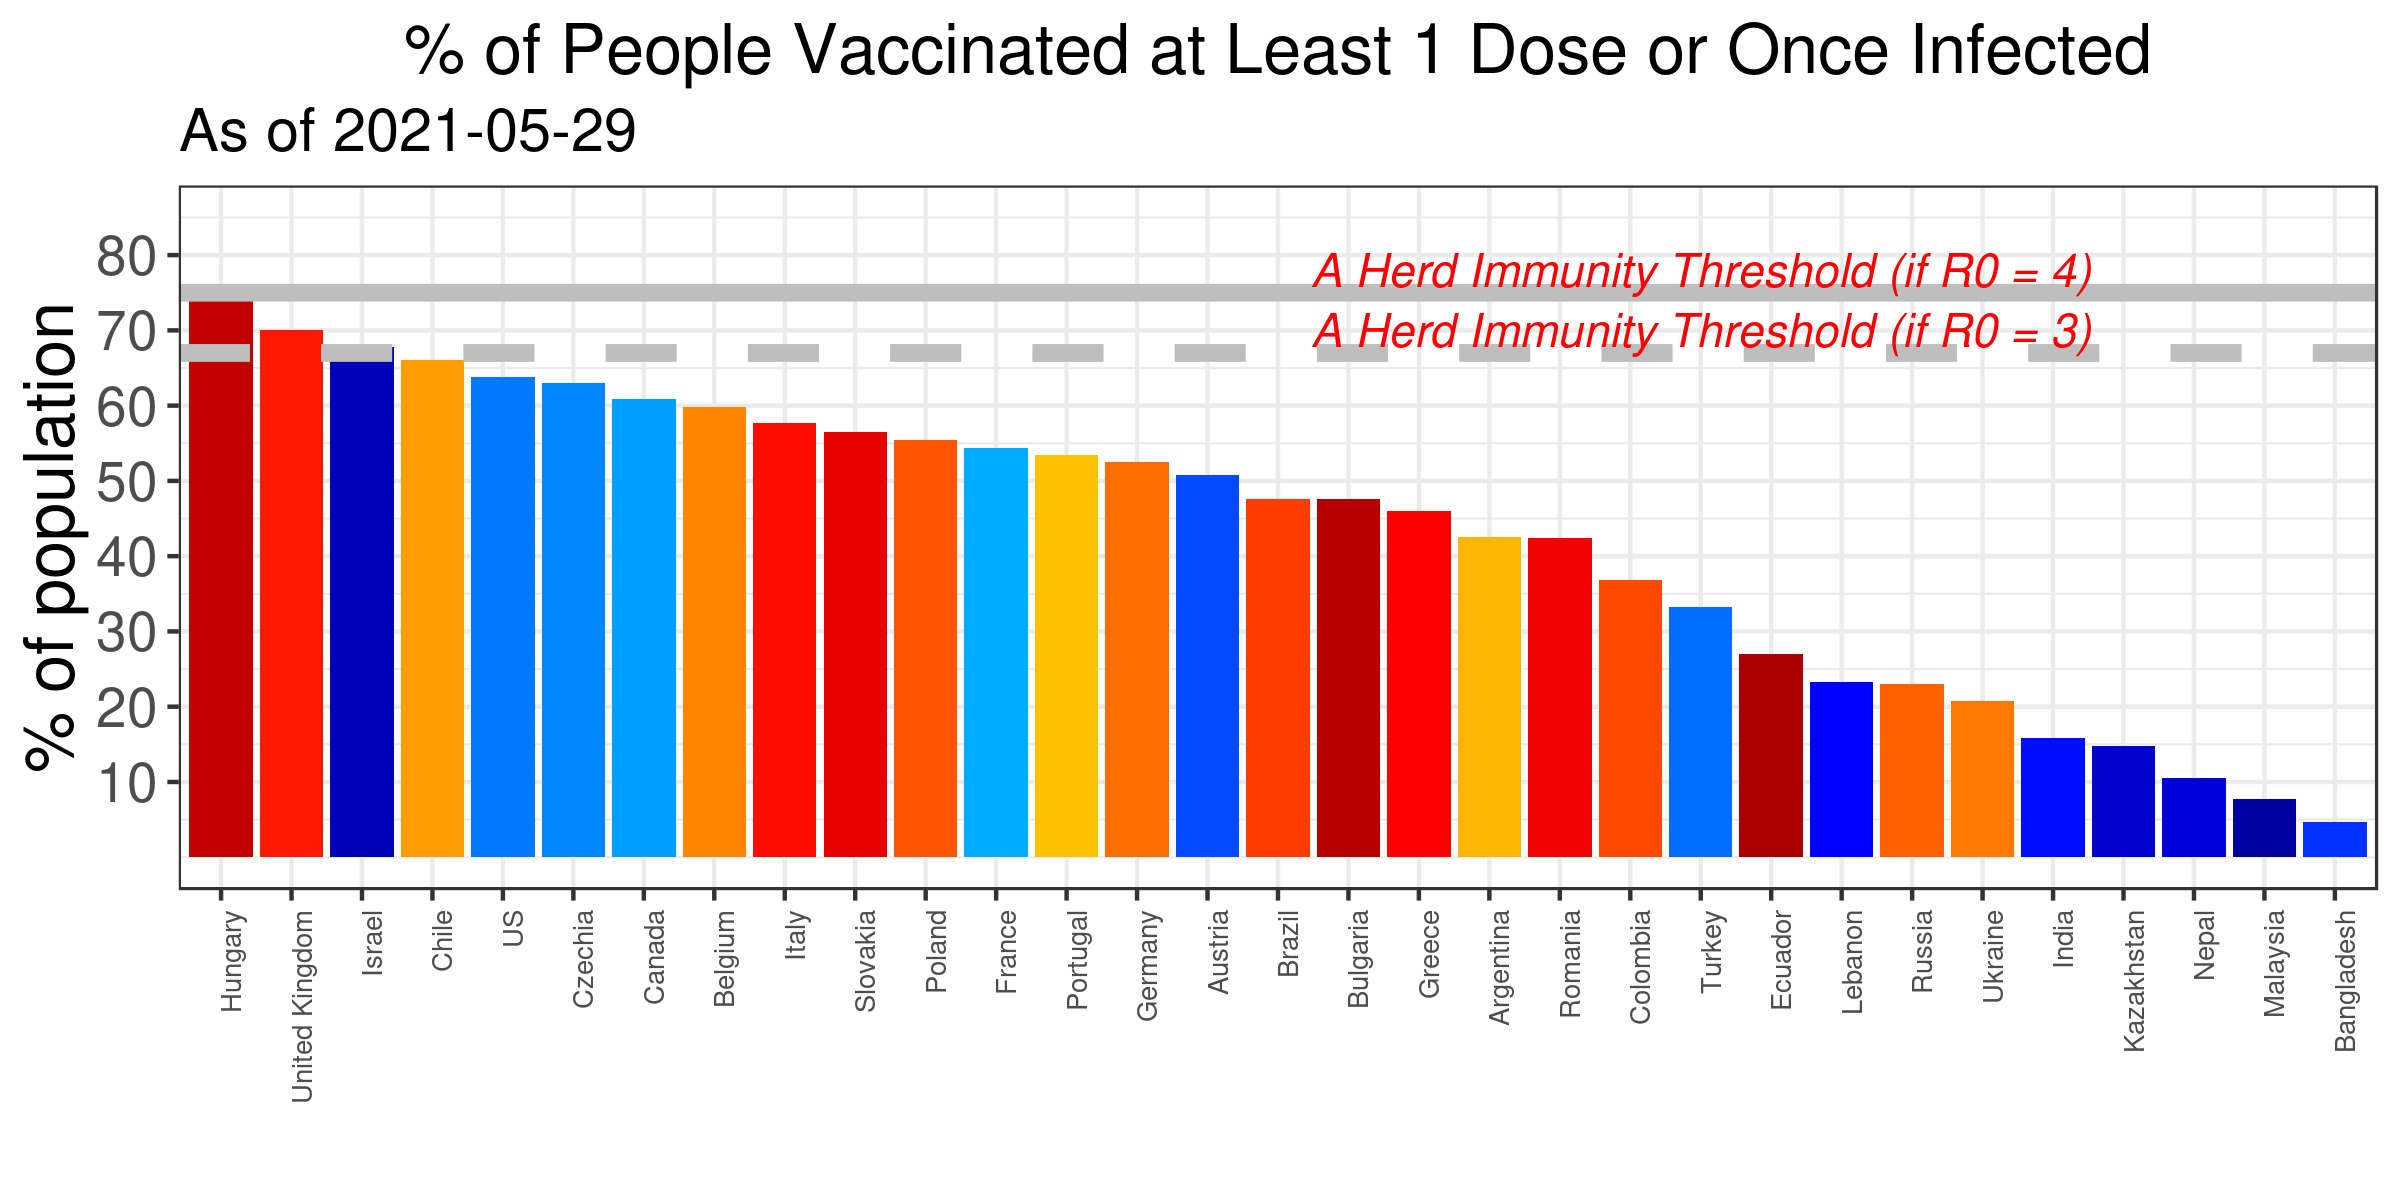 % of People Vaccinated at Least 1 Dose or Once Infected
As of 2021-05-29
% of population
80
70
60
50
40
30
20
10
A Herd Immunity Threshold (if R0 = 4)
A Herd Immunity Threshold (if R0 = 3)
Hungary
United Kingdom
Israel
Chile
US
Czechia
Canada
Belgium
Italy
Slovakia
Poland
France
Portugal
Germany
Austria
Brazil
Bulgaria
Greece
Argentina
Romania
Colombia
Turkey
Ecuador
Lebanon
Russia
Ukraine
India
Kazakhstan
Nepal
Malaysia
Bangladesh